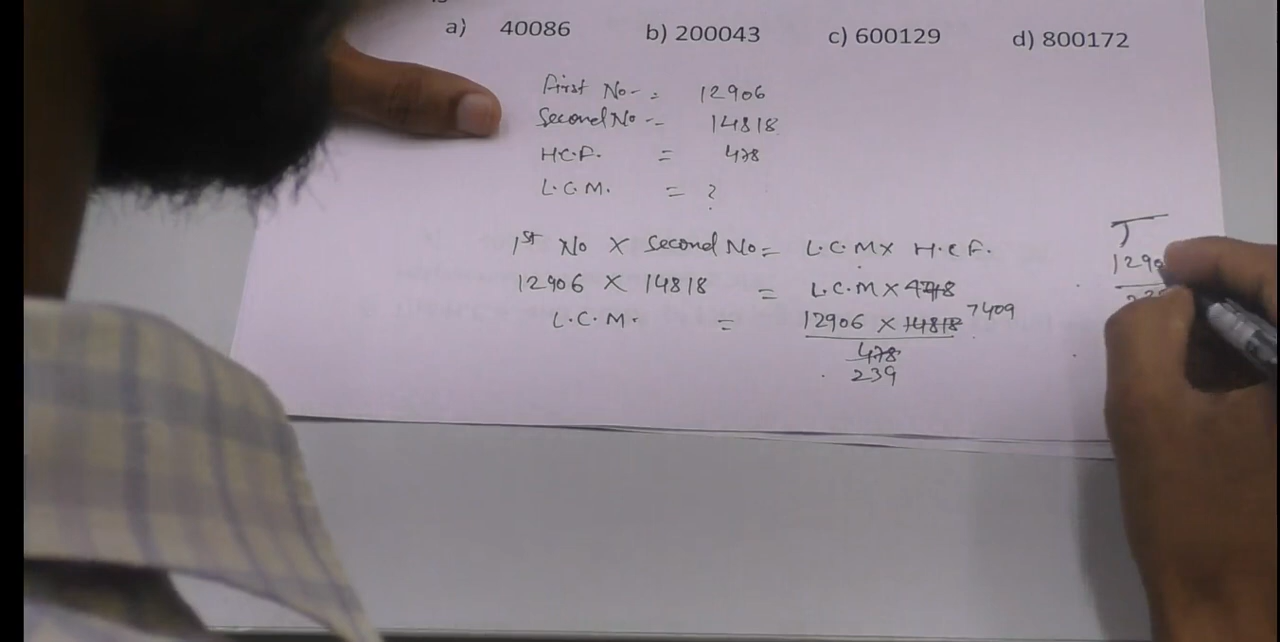 a) 40086 b) 200043 c) 600129 d) 800172
First No- = 12906
Second No -- 14818
H.C.F. = 478
L.C.M. = ?
1st No X Second No = L.C.M X H.C.F.
12906 X 14818 = L.C.M X 478
L.C.M. = 12906 X 14818 7409
478
239
T
1290